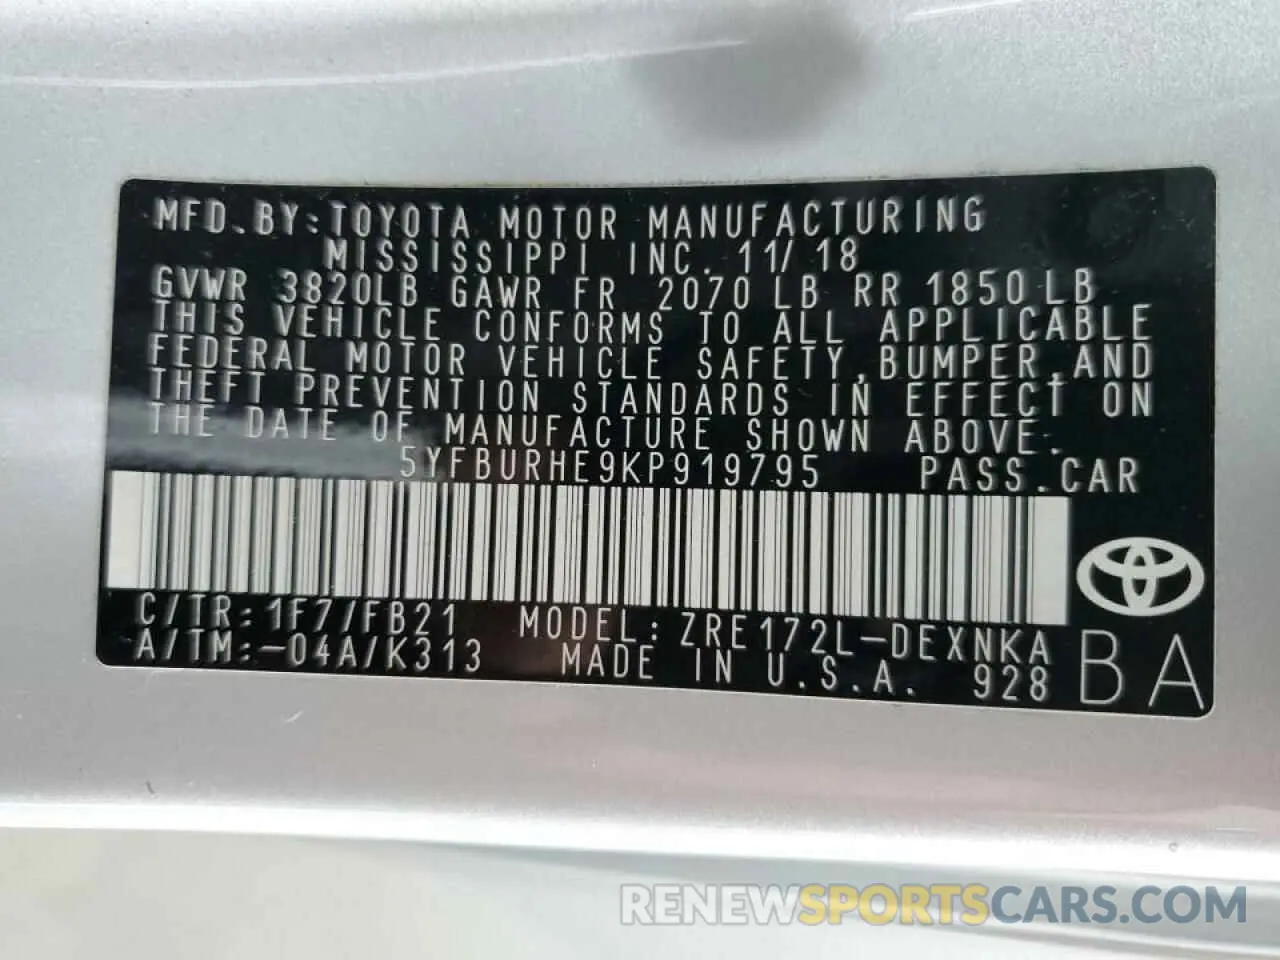 MFD.BY:TOYOTA MOTOR MANUFACTURING
MISSISSIPPI INC. 11/18
GVWR 3820LB GAWR FR 2070 LB RR 1850 LB
THIS VEHICLE CONFORMS TO ALL APPLICABLE
FEDERAL MOTOR VEHICLE SAFETY, BUMPER, AND
THEFT PREVENTION STANDARDS IN EFFECT ON
THE DATE OF MANUFACTURE SHOWN ABOVE.
5YFBURHE9KP919795 PASS.CAR
C/TR:1F7/FB21 MODEL:ZRE172L-DEXNKA
A/TM:-04A/K313 MADE IN U.S.A. 928 BA
RENEWSPORTSCARS.COM